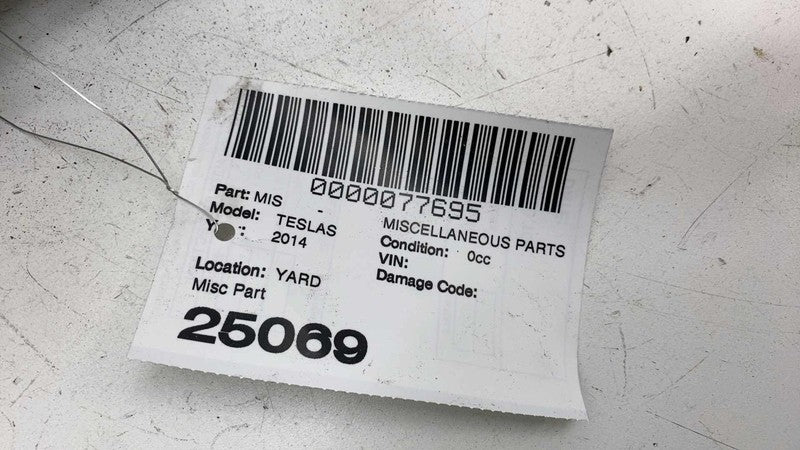 0000077695
Part: MIS - MISCELLANEOUS PARTS
Model: TESLAS Condition: 0cc
2014 VIN:
Damage Code:
Location: YARD
Misc Part
25069